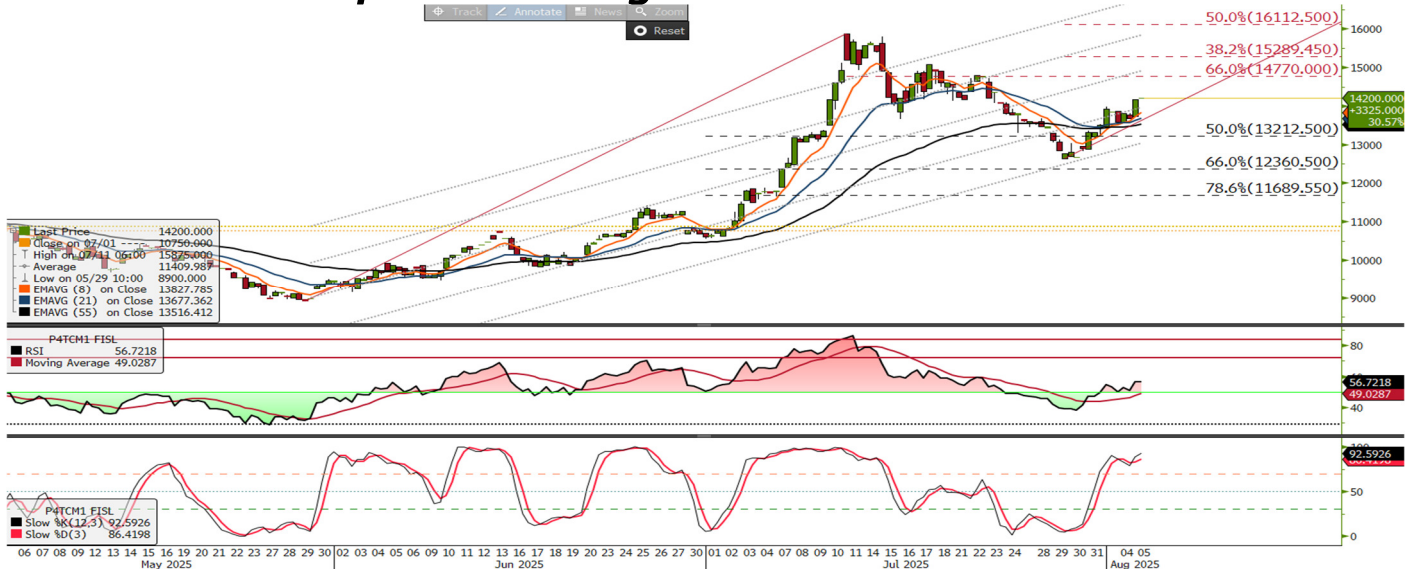 Track Annotate News Zoom
Reset
50.0%(16112.500)
38.2%(15289.450)
66.0%(14770.000)
50.0%(13212.500)
66.0%(12360.500)
78.6%(11689.550)
16000
15000
14200.000
+3325.000
30.57%
13000
12000
11000
10000
9000
Last Price 14200.000
Close on 07/01 ---- 10750.000
High on 07/11 06:00 15875.000
Average 11409.987
Low on 05/29 10:00 8900.000
EMAVG (8) on Close 13827.785
EMAVG (21) on Close 13677.362
EMAVG (55) on Close 13516.412
P4TCM1 FISL
RSI 56.7218
Moving Average 49.0287
80
56.7218
49.0287
40
P4TCM1 FISL
Slow %K(12,3) 92.5926
Slow %D(3) 86.4198
100
92.5926
50
0
06 07 08 09 12 13 14 15 16 19 20 21 22 23 27 28 29 30 02 03 04 05 06 09 10 11 12 13 16 17 18 19 20 23 24 25 26 27 30 01 02 03 04 07 08 09 10 11 14 15 16 17 18 21 22 23 24 28 29 30 31 04 05
May 2025 Jun 2025 Jul 2025 Aug 2025